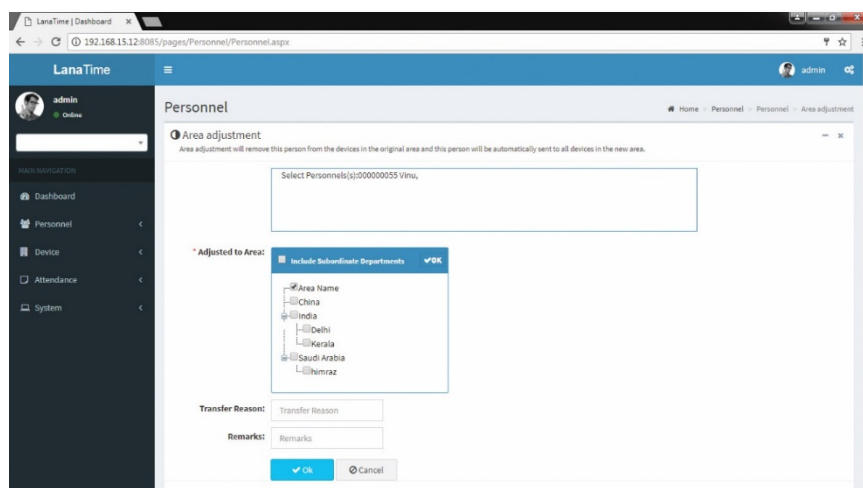 LanaTime | Dashboard
192.168.15.12:8085/pages/Personnel/Personnel.aspx
LanaTime
admin
admin
Online
MAIN NAVIGATION
Dashboard
Personnel
Device
Attendance
System
Personnel
Home > Personnel > Personnel > Area adjustment
Area adjustment
Area adjustment will remove this person from the devices in the original area and this person will be automatically sent to all devices in the new area.
Select Personnels(s):000000055 Vinu,
* Adjusted to Area:
Include Subordinate Departments
OK
Area Name
China
India
Delhi
Kerala
Saudi Arabia
himraz
Transfer Reason:
Transfer Reason
Remarks:
Remarks
Ok
Cancel